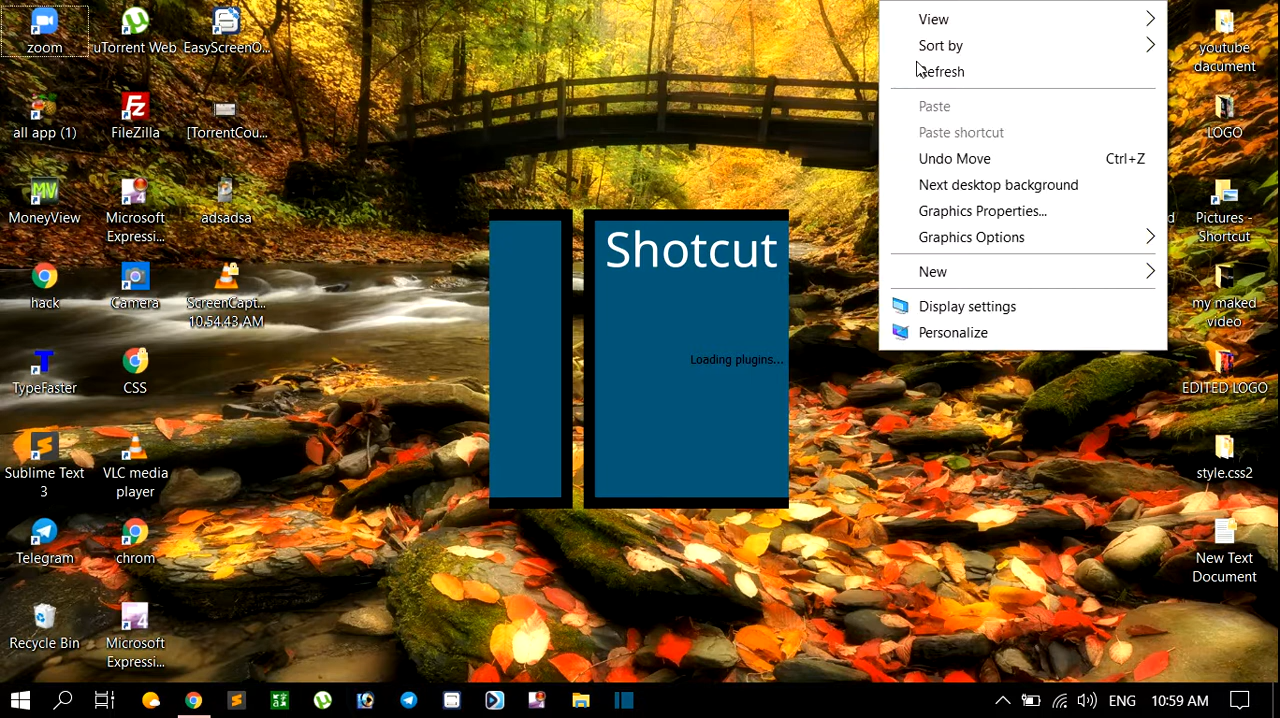 zoom
uTorrent Web
EasyScreenO...
all app (1)
FileZilla
[TorrentCou...
MoneyView
Microsoft
Expressi...
adsadsa
hack
Camera
ScreenCapt...
10.54.43 AM
TypeFaster
CSS
Sublime Text
3
VLC media
player
Telegram
chrom
Recycle Bin
Microsoft
Expressi...
Shotcut
Loading plugins...
View
Sort by
Refresh
Paste
Paste shortcut
Undo Move Ctrl+Z
Next desktop background
Graphics Properties...
Graphics Options
New
Display settings
Personalize
youtube
dacument
LOGO
Pictures -
Shortcut
my maked
video
EDITED LOGO
style.css2
New Text
Document
ENG
10:59 AM